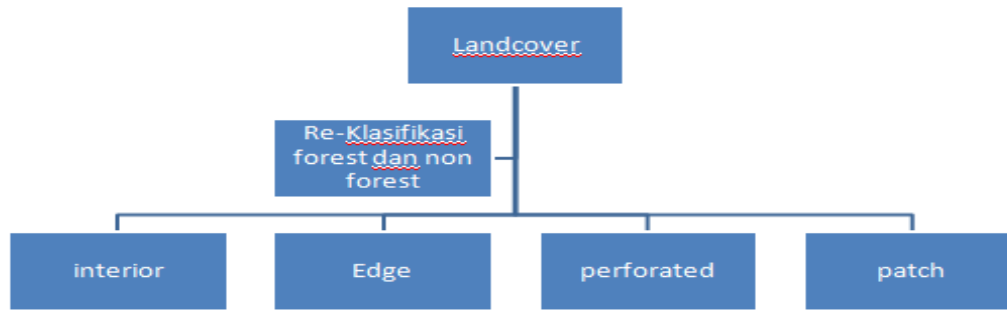 Landcover
Re-Klasifikasi
forest dan non
forest
interior
Edge
perforated
patch